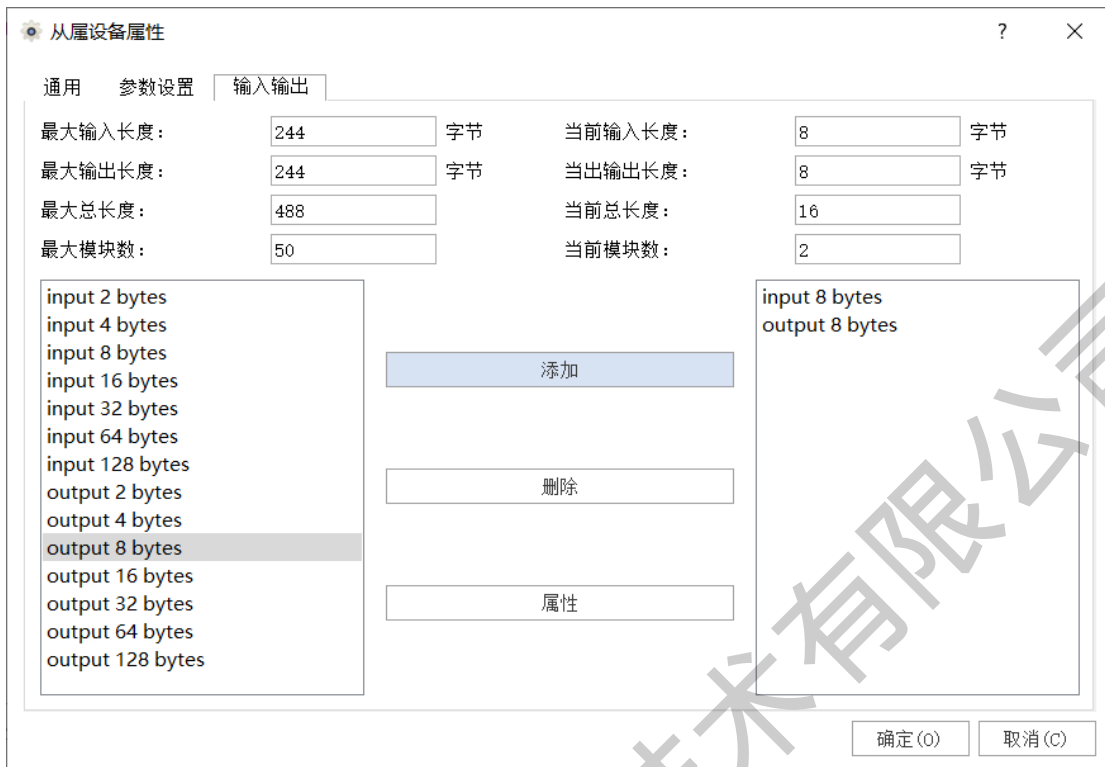 从属设备属性
?
通用 参数设置 输入输出
最大输入长度: 244 字节 当前输入长度: 8 字节
最大输出长度: 244 字节 当出输出长度: 8 字节
最大总长度: 488 当前总长度: 16
最大模块数: 50 当前模块数: 2
input 2 bytes
input 4 bytes
input 8 bytes
input 16 bytes
input 32 bytes
input 64 bytes
input 128 bytes
output 2 bytes
output 4 bytes
output 8 bytes
output 16 bytes
output 32 bytes
output 64 bytes
output 128 bytes
添加
删除
属性
input 8 bytes
output 8 bytes
确定(O) 取消(C)
术有限公司